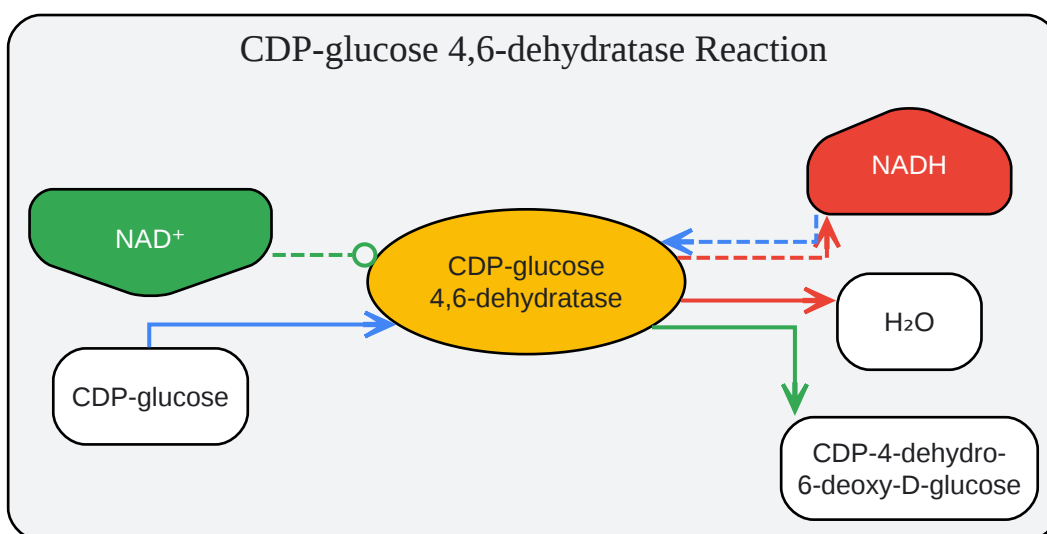 CDP-glucose 4,6-dehydratase Reaction
NADH
NAD⁺
CDP-glucose
4,6-dehydratase
H₂O
CDP-glucose
CDP-4-dehydro-
6-deoxy-D-glucose